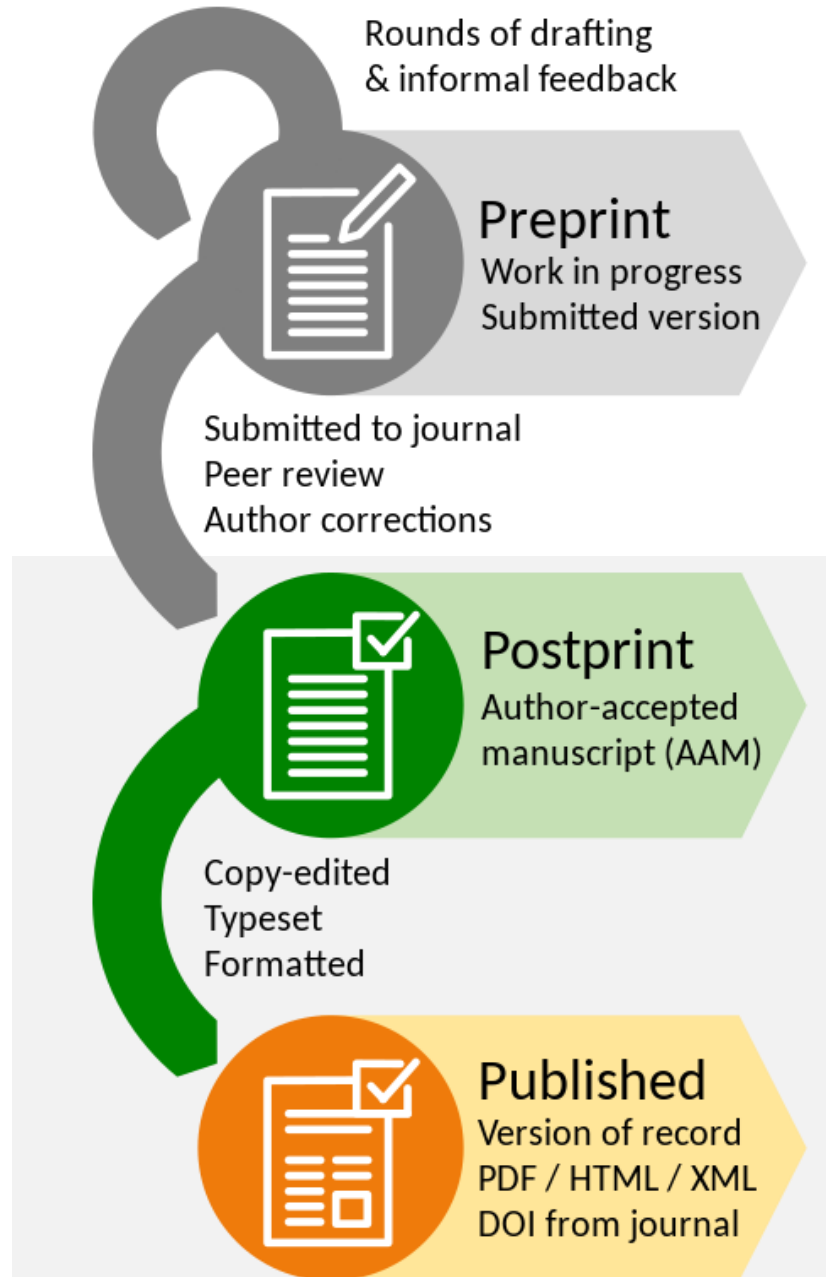 Rounds of drafting
& informal feedback
Preprint
Work in progress
Submitted version
Submitted to journal
Peer review
Author corrections
Postprint
Author-accepted
manuscript (AAM)
Copy-edited
Typeset
Formatted
Published
Version of record
PDF / HTML / XML
DOI from journal